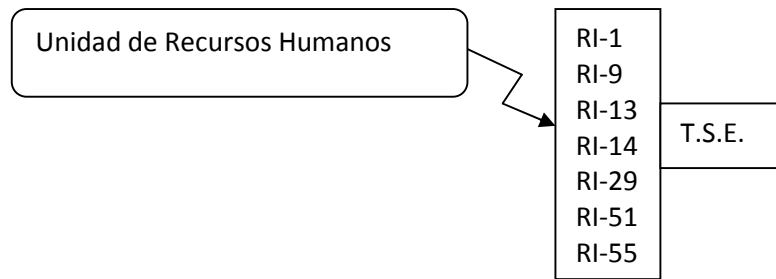 Unidad de Recursos Humanos
RI-1
RI-9
RI-13
RI-14
RI-29
RI-51
RI-55
T.S.E.